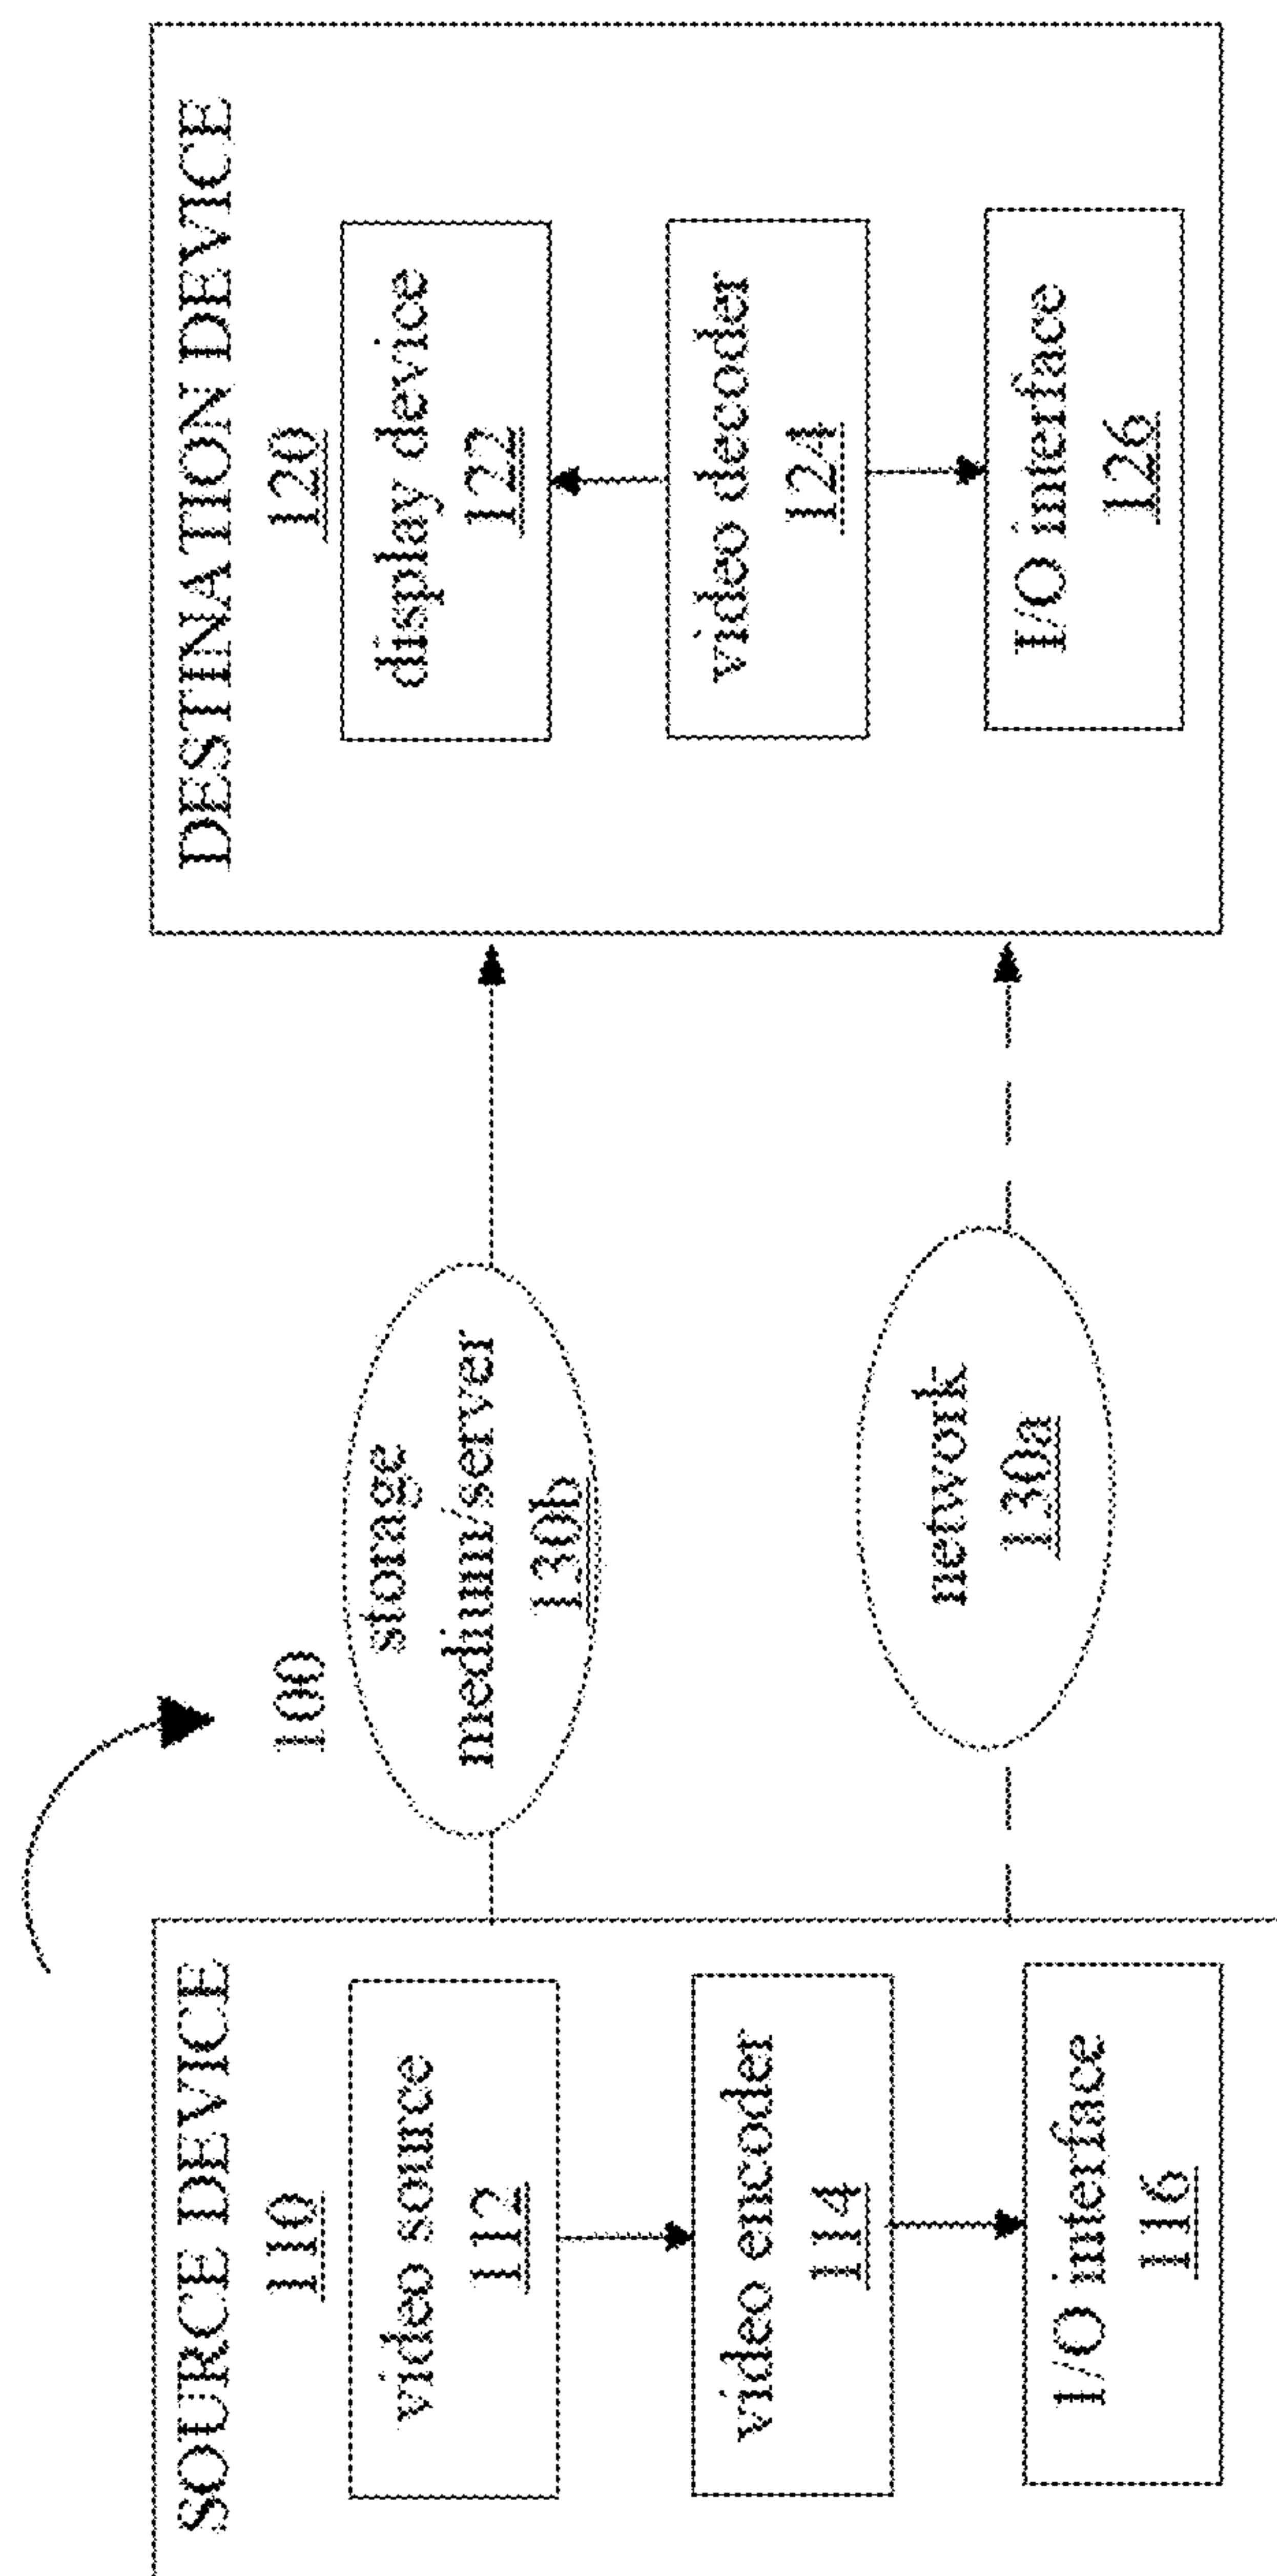 100
SOURCE DEVICE
110
video source
112
video encoder
114
I/O interface
116
storage
medium/server
130b
network
130a
DESTINATION DEVICE
120
display device
122
video decoder
124
I/O interface
126